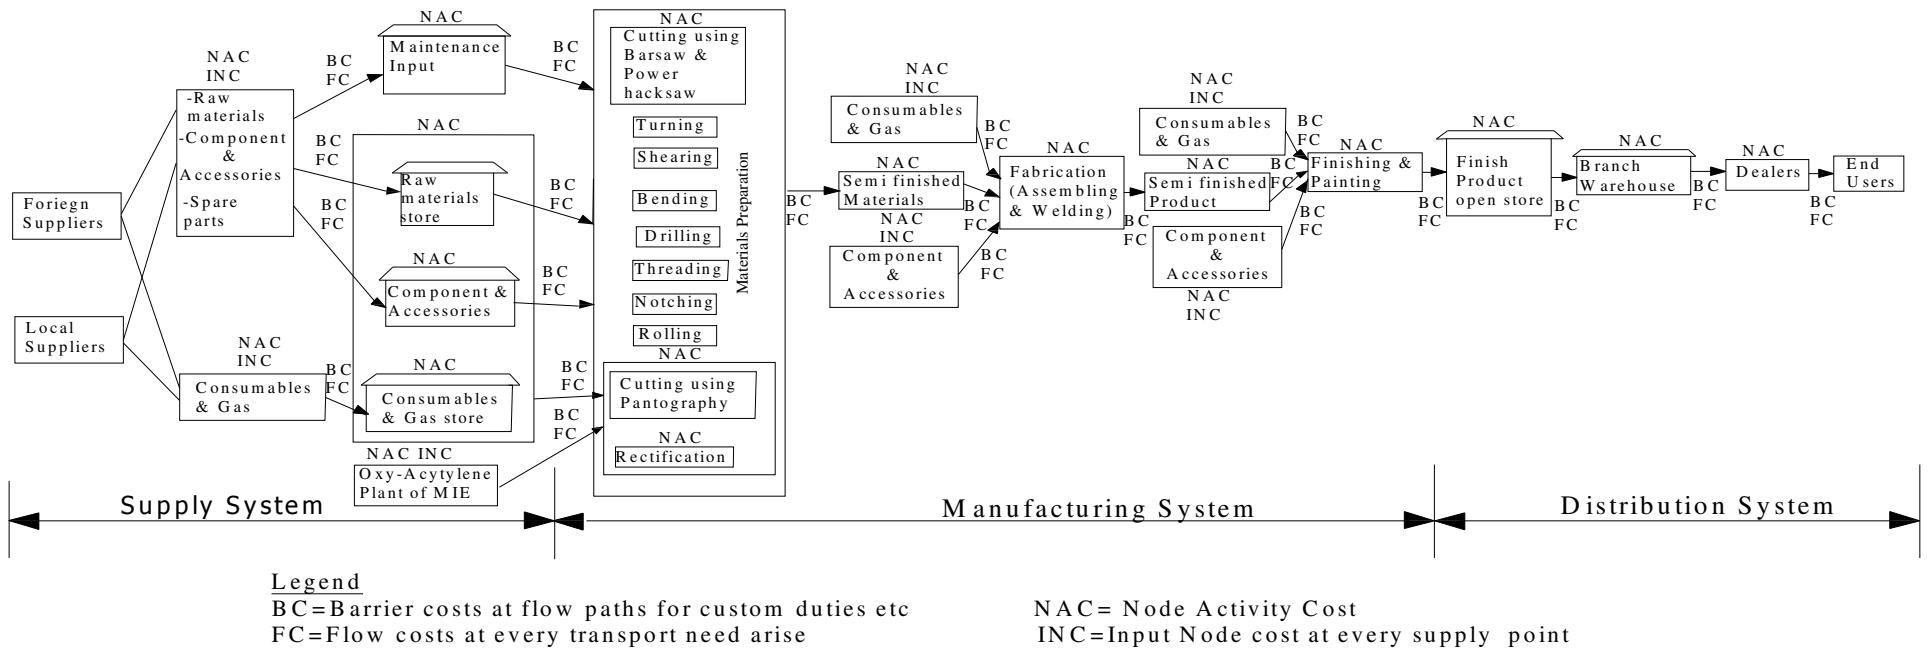 NAC
INC
-Raw
materials
-Component
&
Accessories
-Spare
parts
Foriegn
Suppliers
Local
Suppliers
NAC
INC
Consumables
& Gas
BC
FC
BC
FC
BC
FC
BC
FC
NAC
Maintenance
Input
NAC
Raw
materials
store
NAC
Component &
Accessories
NAC
Consumables
& Gas store
NAC INC
Oxy-Acytylene
Plant of MIE
BC
FC
BC
FC
BC
FC
BC
FC
BC
FC
NAC
Cutting using
Barsaw &
Power
hacksaw
Turning
Shearing
Bending
Drilling
Threading
Notching
Rolling
Materials Preparation
NAC
Cutting using
Pantography
NAC
Rectification
BC
FC
NAC
INC
Consumables
& Gas
NAC
Semi finished
Materials
NAC
INC
Component
&
Accessories
BC
FC
BC
FC
BC
FC
NAC
Fabrication
(Assembling
& Welding)
BC
FC
NAC
INC
Consumables
& Gas
NAC
Semi finished
Product
Component
&
Accessories
NAC
INC
BC
FC
BC
FC
BC
FC
NAC
Finishing &
Painting
BC
FC
NAC
Finish
Product
open store
BC
FC
NAC
Branch
Warehouse
BC
FC
NAC
Dealers
BC
FC
End
Users
Supply System
Manufacturing System
Distribution System
Legend
BC=Barrier costs at flow paths for custom duties etc
FC=Flow costs at every transport need arise
NAC= Node Activity Cost
INC=Input Node cost at every supply point